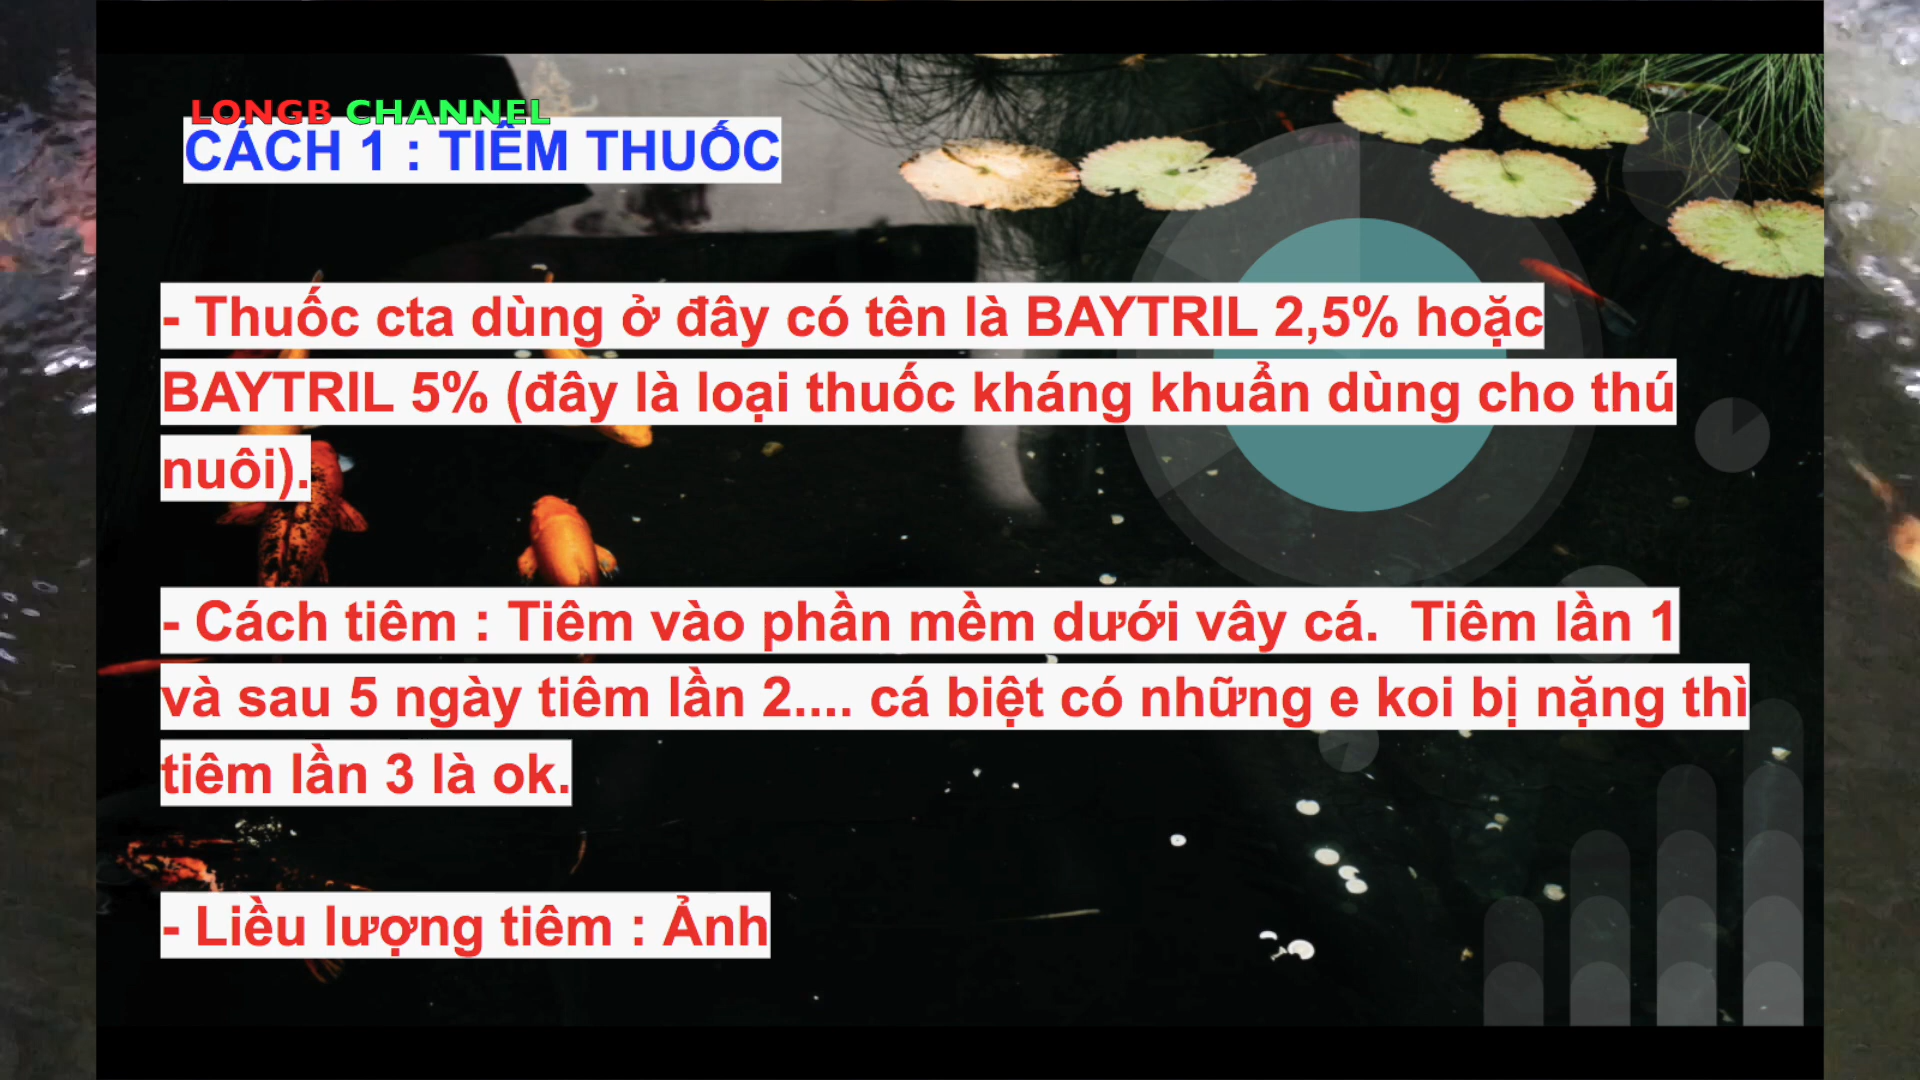 LONGB CHANNEL
CÁCH 1 : TIÊM THUỐC
- Thuốc cta dùng ở đây có tên là BAYTRIL 2,5% hoặc
BAYTRIL 5% (đây là loại thuốc kháng khuẩn dùng cho thú
nuôi).
- Cách tiêm : Tiêm vào phần mềm dưới vây cá. Tiêm lần 1
và sau 5 ngày tiêm lần 2.... cá biệt có những e koi bị nặng thì
tiêm lần 3 là ok.
- Liều lượng tiêm : Ảnh